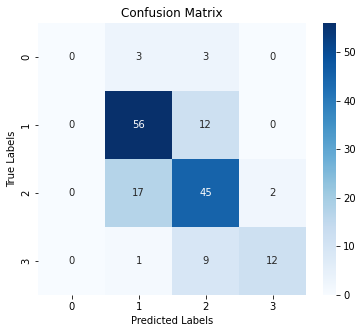 Confusion Matrix
0 0 3 3 0
1 0 56 12 0
2 0 17 45 2
3 0 1 9 12
0 1 2 3
True Labels
Predicted Labels
50
40
30
20
10
0